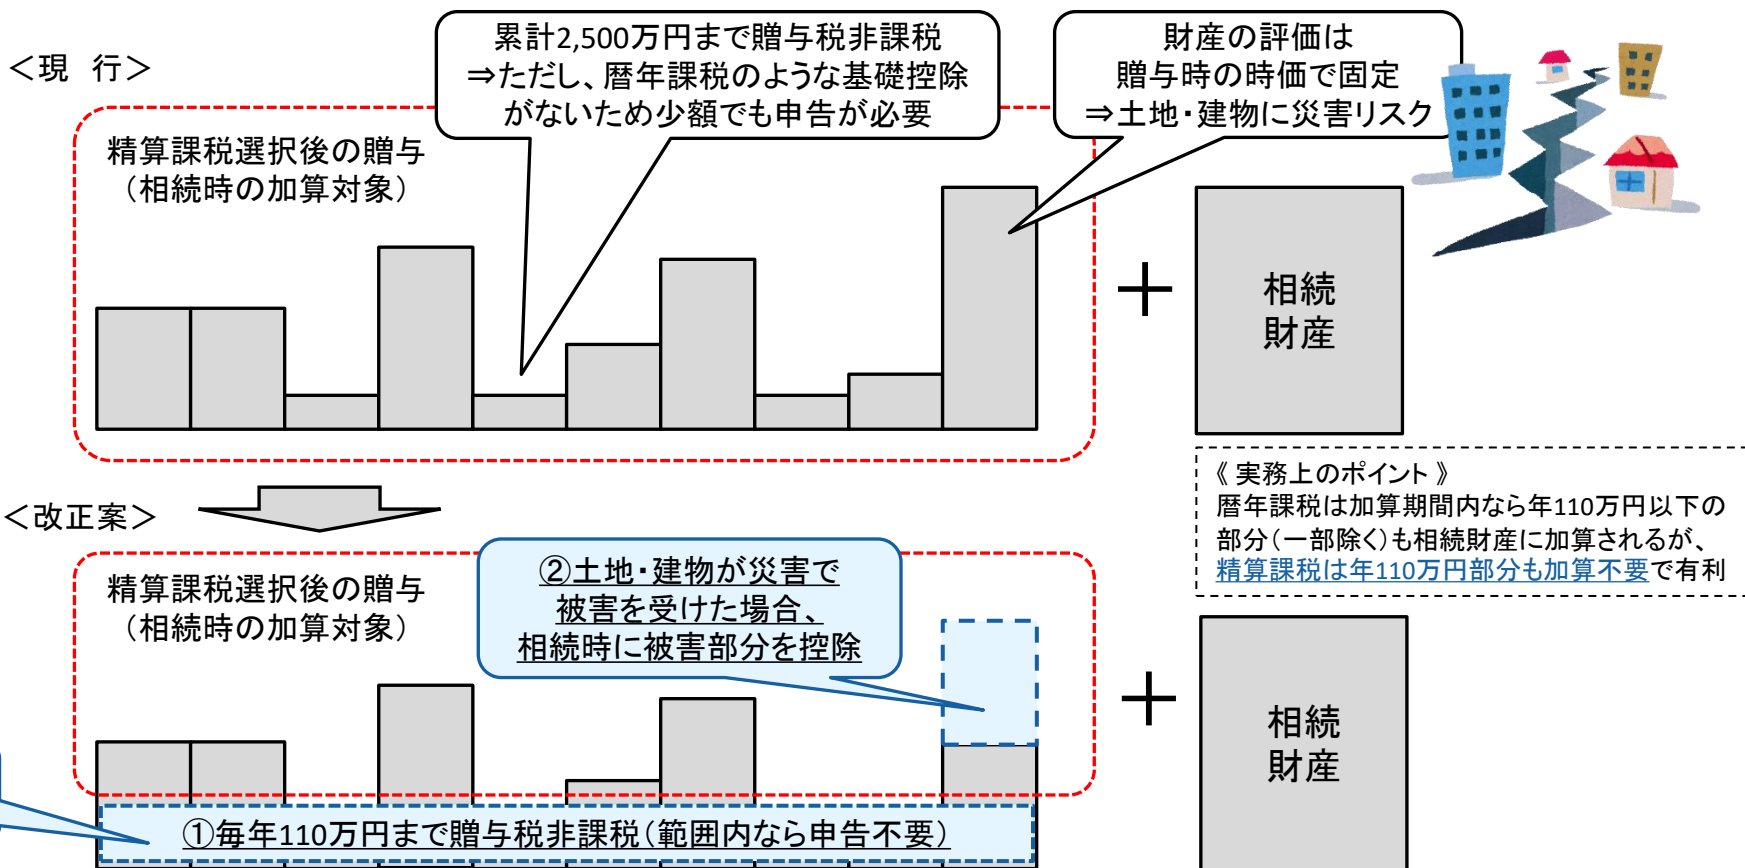 ＜現　行＞
累計2,500万円まで贈与税非課税
⇒ただし、暦年課税のような基礎控除
がないため少額でも申告が必要
財産の評価は
贈与時の時価で固定
⇒土地・建物に災害リスク
精算課税選択後の贈与
（相続時の加算対象）
＋
相続
財産
《 実務上のポイント 》
暦年課税は加算期間内なら年110万円以下の
部分（一部除く）も相続財産に加算されるが、
精算課税は年110万円部分も加算不要で有利
＜改正案＞
精算課税選択後の贈与
（相続時の加算対象）
②土地・建物が災害で
被害を受けた場合、
相続時に被害部分を控除
＋
相続
財産
①毎年110万円まで贈与税非課税（範囲内なら申告不要）